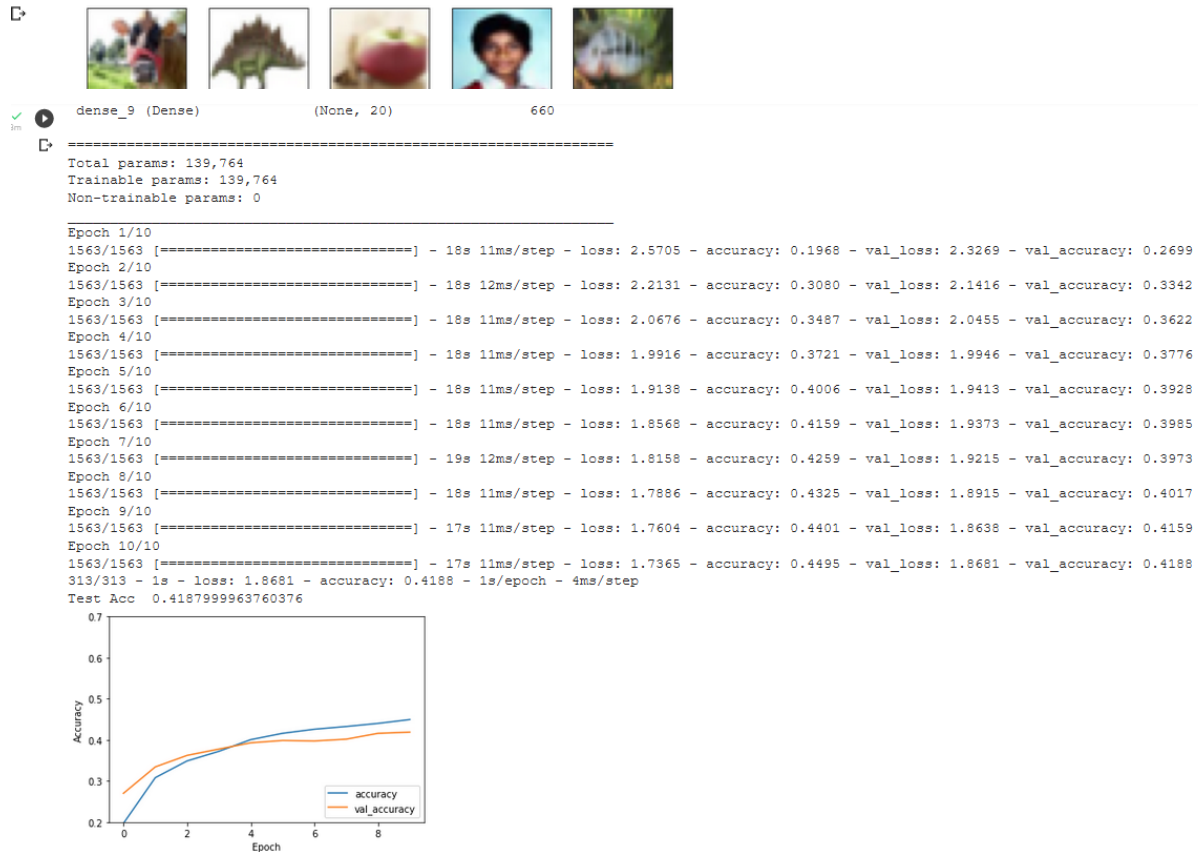 dense_9 (Dense) (None, 20) 660
=================================================================
Total params: 139,764
Trainable params: 139,764
Non-trainable params: 0
_________________________________________________________________
Epoch 1/10
1563/1563 [==============================] - 18s 11ms/step - loss: 2.5705 - accuracy: 0.1968 - val_loss: 2.3269 - val_accuracy: 0.2699
Epoch 2/10
1563/1563 [==============================] - 18s 12ms/step - loss: 2.2131 - accuracy: 0.3080 - val_loss: 2.1416 - val_accuracy: 0.3342
Epoch 3/10
1563/1563 [==============================] - 18s 11ms/step - loss: 2.0676 - accuracy: 0.3487 - val_loss: 2.0455 - val_accuracy: 0.3622
Epoch 4/10
1563/1563 [==============================] - 18s 11ms/step - loss: 1.9916 - accuracy: 0.3721 - val_loss: 1.9946 - val_accuracy: 0.3776
Epoch 5/10
1563/1563 [==============================] - 18s 11ms/step - loss: 1.9138 - accuracy: 0.4006 - val_loss: 1.9413 - val_accuracy: 0.3928
Epoch 6/10
1563/1563 [==============================] - 18s 11ms/step - loss: 1.8568 - accuracy: 0.4159 - val_loss: 1.9373 - val_accuracy: 0.3985
Epoch 7/10
1563/1563 [==============================] - 19s 12ms/step - loss: 1.8158 - accuracy: 0.4259 - val_loss: 1.9215 - val_accuracy: 0.3973
Epoch 8/10
1563/1563 [==============================] - 18s 11ms/step - loss: 1.7886 - accuracy: 0.4325 - val_loss: 1.8915 - val_accuracy: 0.4017
Epoch 9/10
1563/1563 [==============================] - 17s 11ms/step - loss: 1.7604 - accuracy: 0.4401 - val_loss: 1.8638 - val_accuracy: 0.4159
Epoch 10/10
1563/1563 [==============================] - 17s 11ms/step - loss: 1.7365 - accuracy: 0.4495 - val_loss: 1.8681 - val_accuracy: 0.4188
313/313 - 1s - loss: 1.8681 - accuracy: 0.4188 - 1s/epoch - 4ms/step
Test Acc 0.4187999963760376
0.7
0.6
0.5
0.4
0.3
0.2
Accuracy
accuracy
val_accuracy
0 2 4 6 8
Epoch